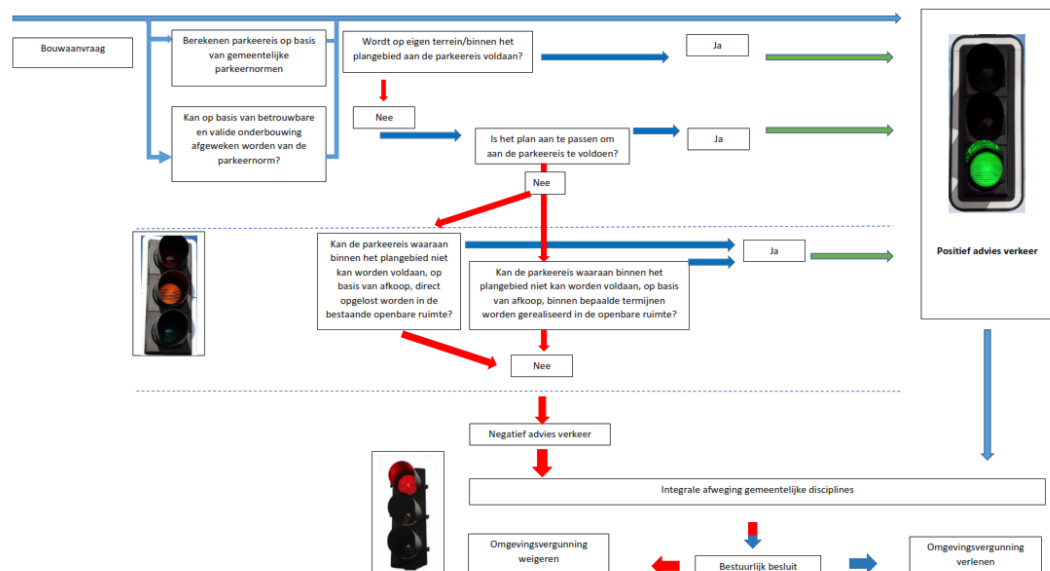 Bouwaanvraag
Berekenen parkeereis op basis
van gemeentelijke
parkeernormen
Wordt op eigen terrein/binnen het
plangebied aan de parkeereis voldaan?
Ja
Kan op basis van betrouwbare
en valide onderbouwing
afgeweken worden van de
parkeernorm?
Nee
Is het plan aan te passen om
aan de parkeereis te voldoen?
Ja
Nee
Positief advies verkeer
Kan de parkeereis waaraan
binnen het plangebied niet
kan worden voldaan, op
basis van afkoop, direct
opgelost worden in de
bestaande openbare ruimte?
Kan de parkeereis waaraan binnen het
plangebied niet kan worden voldaan, op basis
van afkoop, binnen bepaalde termijnen
worden gerealiseerd in de openbare ruimte?
Ja
Nee
Negatief advies verkeer
Integrale afweging gemeentelijke disciplines
Omgevingsvergunning
weigeren
Bestuurlijk besluit
Omgevingsvergunning
verlenen